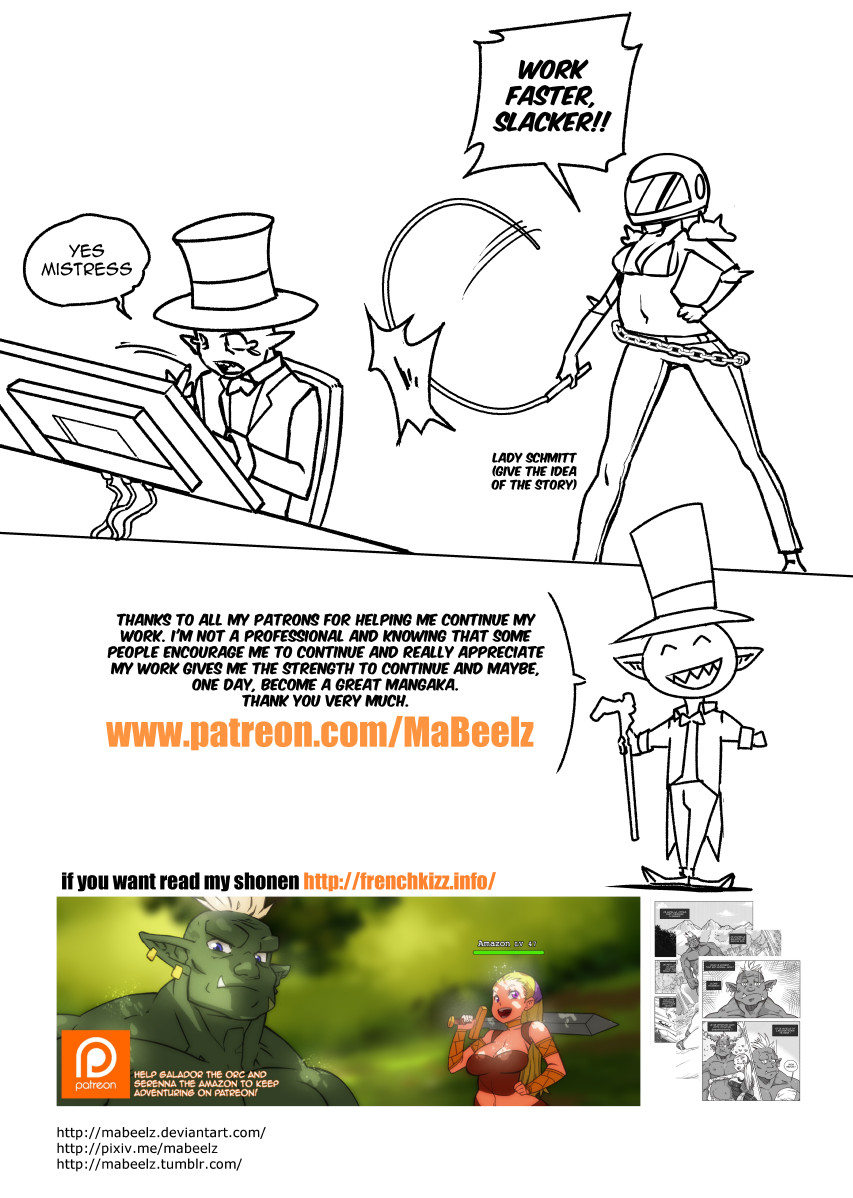 WORK
FASTER,
SLACKER!!
YES
MISTRESS
LADY SCHMITT
(GIVE THE IDEA
OF THE STORY)
THANKS TO ALL MY PATRONS FOR HELPING ME CONTINUE MY
WORK. I'M NOT A PROFESSIONAL AND KNOWING THAT SOME
PEOPLE ENCOURAGE ME TO CONTINUE AND REALLY APPRECIATE
MY WORK GIVES ME THE STRENGTH TO CONTINUE AND MAYBE,
ONE DAY, BECOME A GREAT MANGAKA.
THANK YOU VERY MUCH.
www.patreon.com/MaBeelz
if you want read my shonen http://frenchkizz.info/
Amazon Lv 47
patreon
HELP GALADOR THE ORC AND
SERENNA THE AMAZON TO KEEP
ADVENTURING ON PATREON!
http://mabeelz.deviantart.com/
http://pixiv.me/mabeelz
http://mabeelz.tumblr.com/